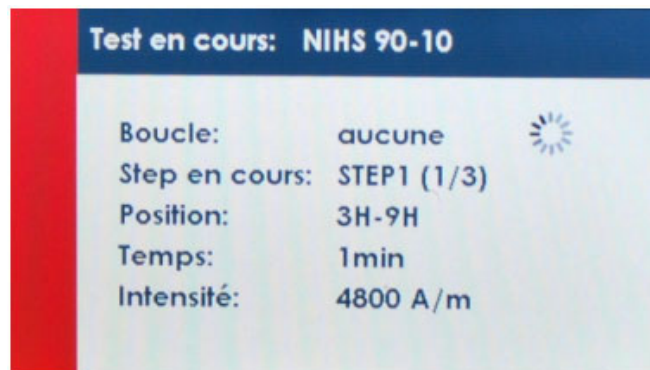 Test en cours: NIHS 90-10
Boucle: aucune
Step en cours: STEP1 (1/3)
Position: 3H-9H
Temps: 1min
Intensité: 4800 A/m